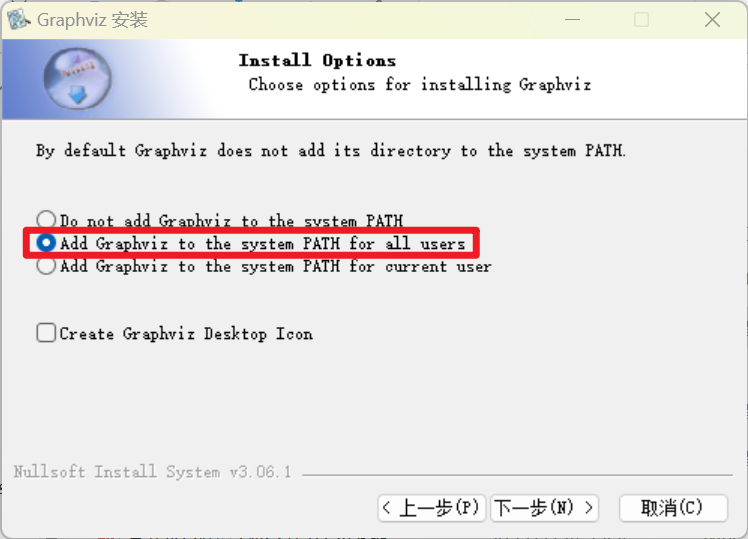 Graphviz 安装
Install Options
Choose options for installing Graphviz
By default Graphviz does not add its directory to the system PATH.
Do not add Graphviz to the system PATH
Add Graphviz to the system PATH for all users
Add Graphviz to the system PATH for current user
Create Graphviz Desktop Icon
Nullsoft Install System v3.06.1
< 上一步(P) 下一步(N) > 取消(C)